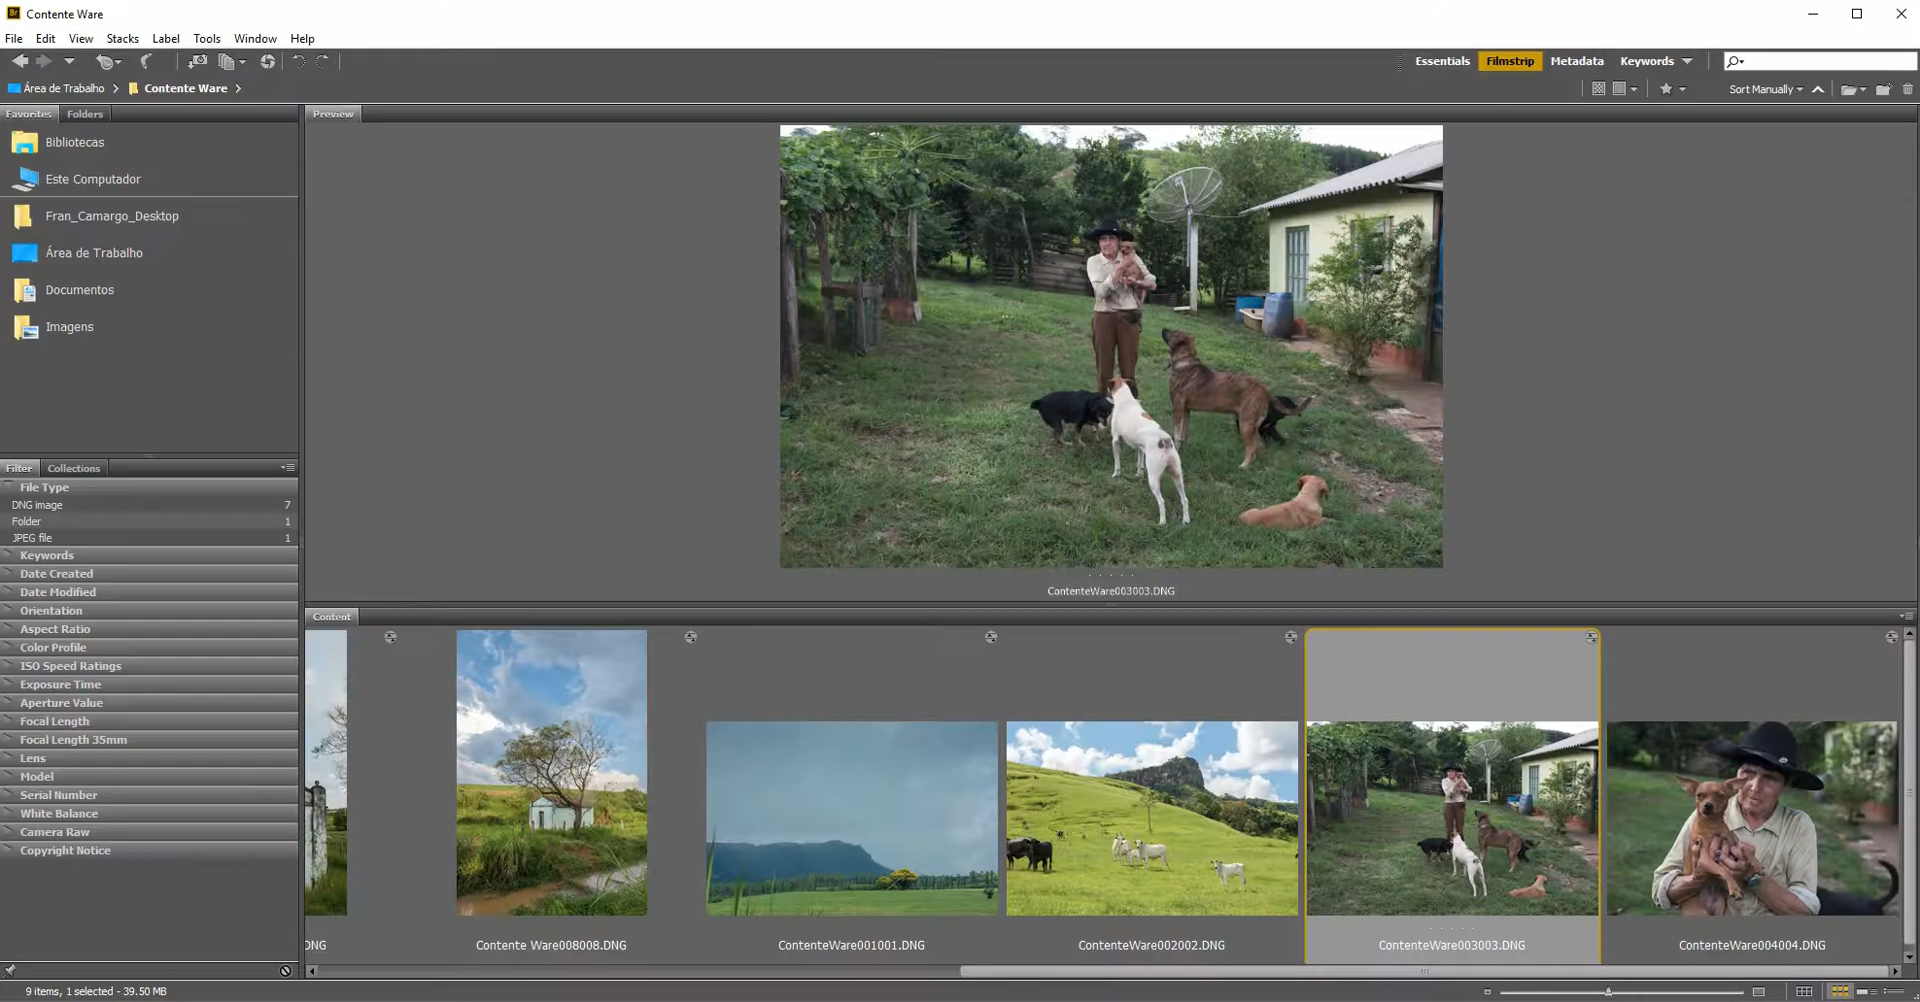 Br Contente Ware
File Edit View Stacks Label Tools Window Help
Essentials Filmstrip Metadata Keywords
Área de Trabalho Contente Ware
Sort Manually
Favorites Folders
Bibliotecas
Este Computador
Fran_Camargo_Desktop
Área de Trabalho
Documentos
Imagens
Filter Collections
File Type
DNG image 7
Folder 1
JPEG file 1
Keywords
Date Created
Date Modified
Orientation
Aspect Ratio
Color Profile
ISO Speed Ratings
Exposure Time
Aperture Value
Focal Length
Focal Length 35mm
Lens
Model
Serial Number
White Balance
Camera Raw
Copyright Notice
Preview
ContenteWare003003.DNG
Content
DNG
Contente Ware008008.DNG
ContenteWare001001.DNG
ContenteWare002002.DNG
ContenteWare003003.DNG
ContenteWare004004.DNG
9 items, 1 selected - 39.50 MB